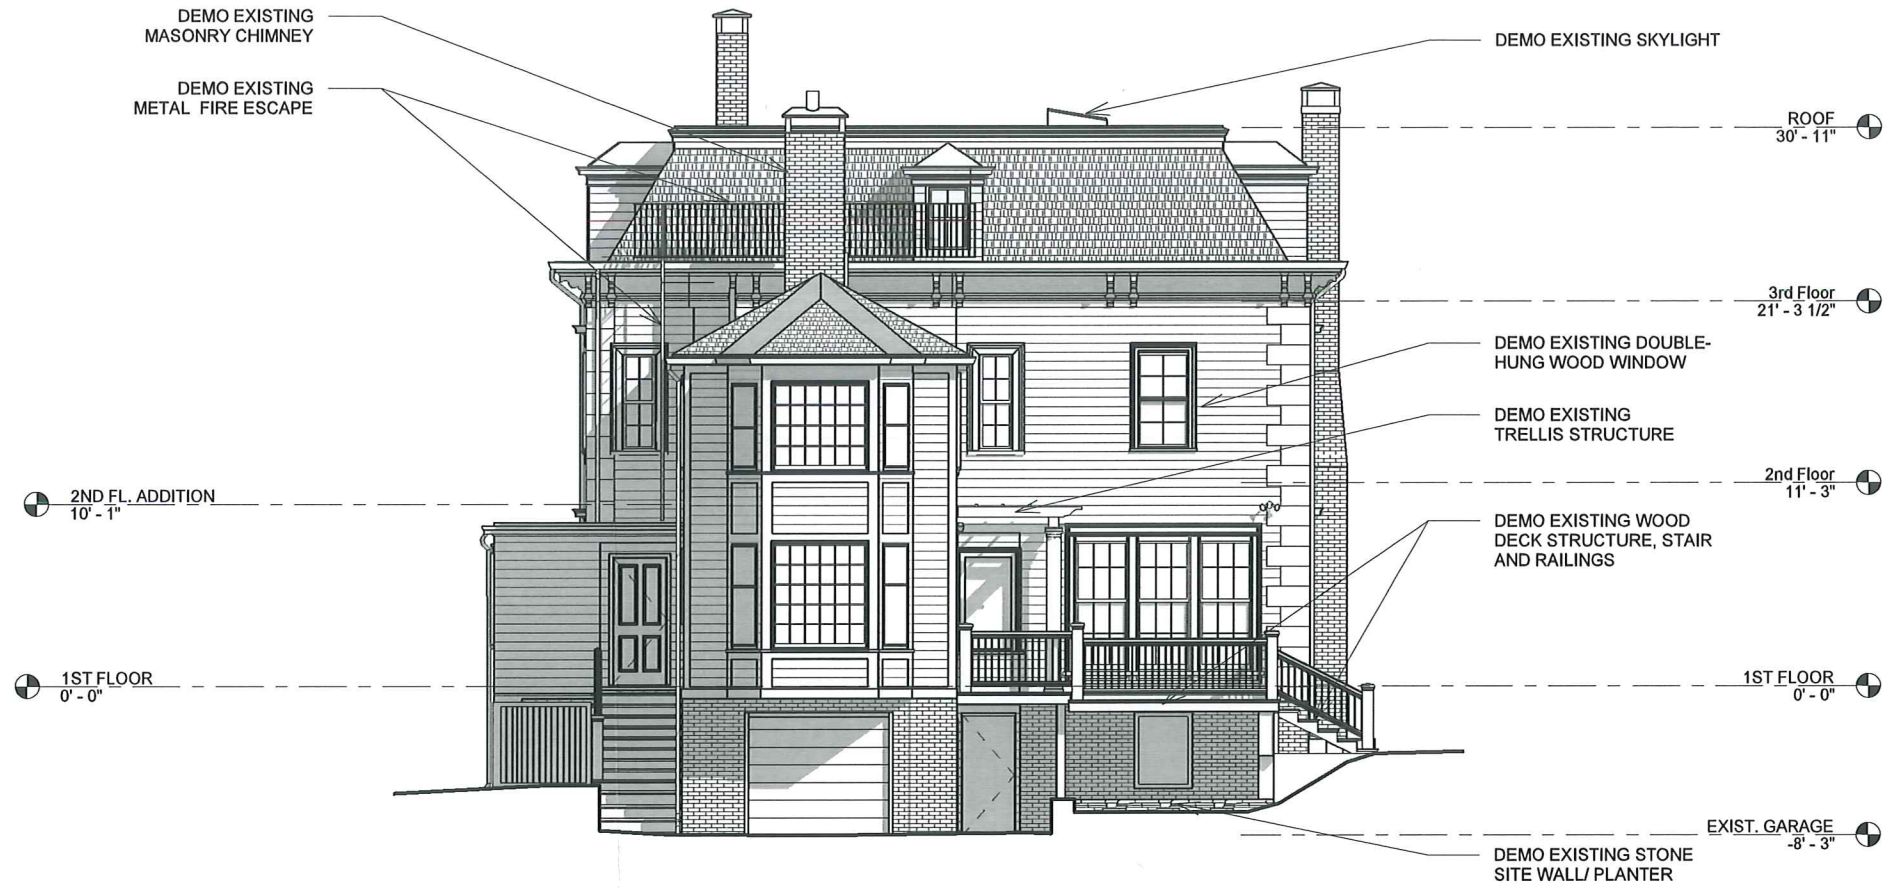 DEMO EXISTING
MASONRY CHIMNEY
DEMO EXISTING
METAL FIRE ESCAPE
2ND FL. ADDITION
10' - 1"
1ST FLOOR
0' - 0"
DEMO EXISTING SKYLIGHT
ROOF
30' - 11"
3rd Floor
21' - 3 1/2"
DEMO EXISTING DOUBLE-
HUNG WOOD WINDOW
DEMO EXISTING
TRELLIS STRUCTURE
2nd Floor
11' - 3"
DEMO EXISTING WOOD
DECK STRUCTURE, STAIR
AND RAILINGS
1ST FLOOR
0' - 0"
EXIST. GARAGE
-8' - 3"
DEMO EXISTING STONE
SITE WALL/ PLANTER